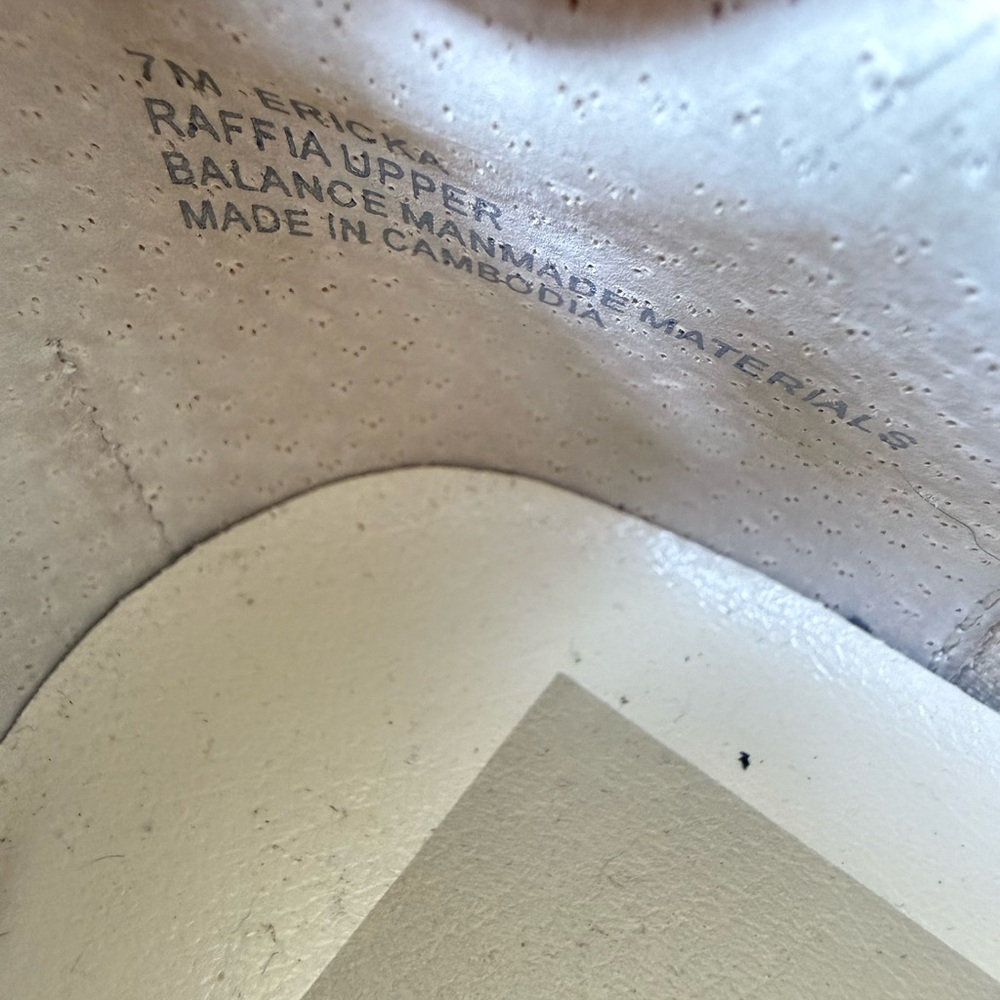 7M ERICKA
RAFFIA UPPER
BALANCE MANMADE MATERIALS
MADE IN CAMBODIA